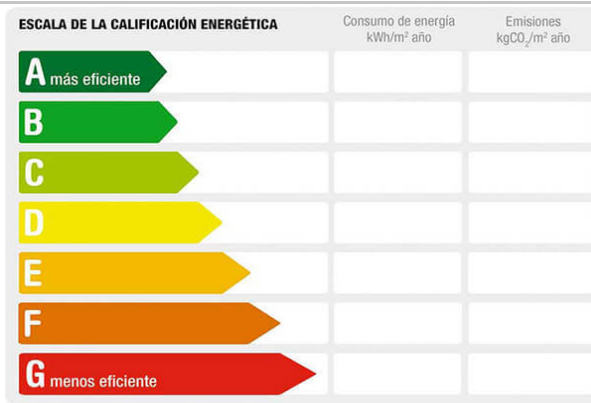 ESCALA DE LA CALIFICACIÓN ENERGÉTICA
Consumo de energía
kWh/m² año
Emisiones
kgCO₂/m² año
A más eficiente
B
C
D
E
F
G menos eficiente